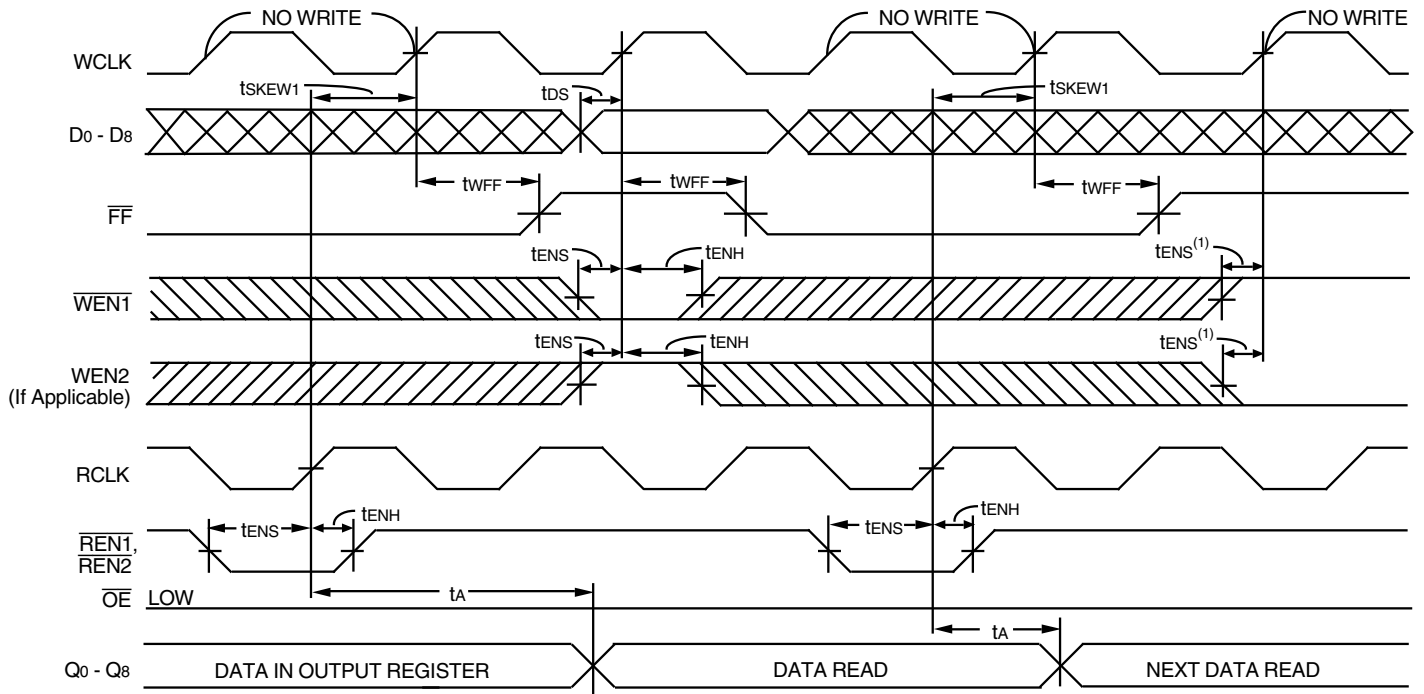 NO WRITE NO WRITE NO WRITE
WCLK
tSKEW1 tDS tSKEW1
D0 - D8
tWFF tWFF tWFF
FF
tENS tENH tENS(1)
WEN1
tENS tENH tENS(1)
WEN2
(If Applicable)
RCLK
tENS tENH tENS tENH
REN1,
REN2
OE LOW tA
tA
Q0 - Q8 DATA IN OUTPUT REGISTER DATA READ NEXT DATA READ